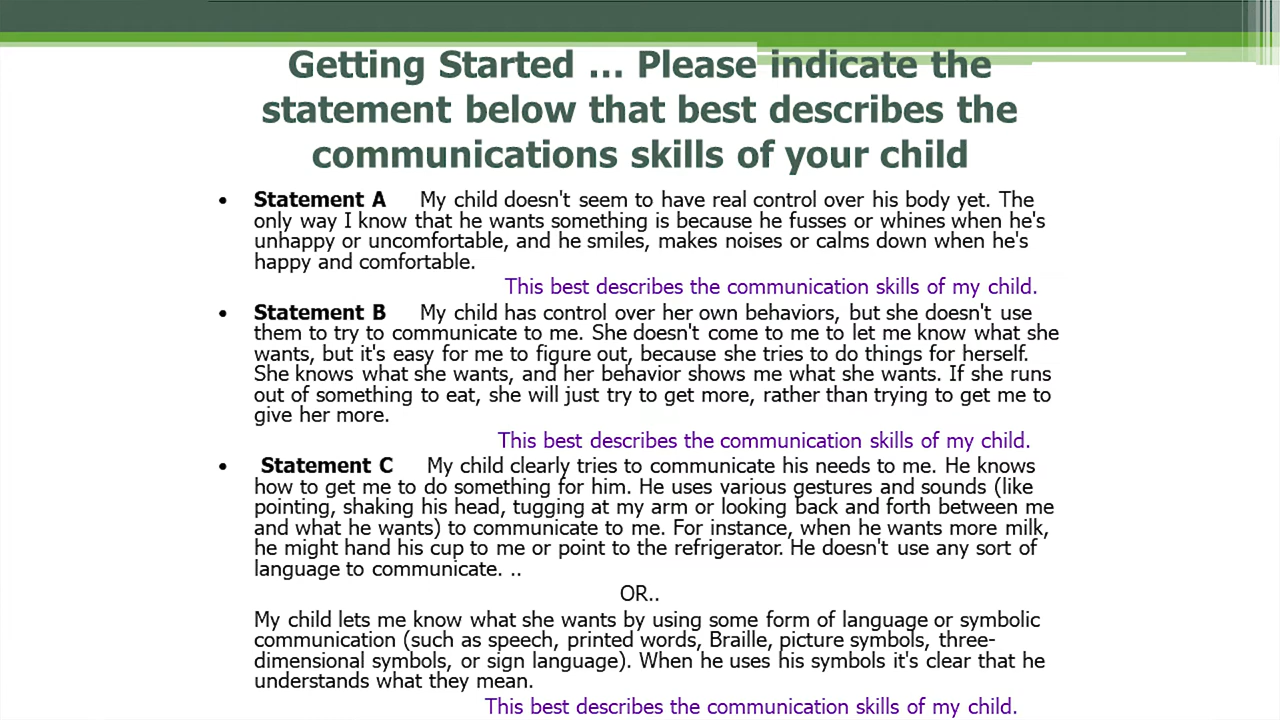 Getting Started ... Please indicate the
statement below that best describes the
communications skills of your child
• Statement A My child doesn't seem to have real control over his body yet. The
only way I know that he wants something is because he fusses or whines when he's
unhappy or uncomfortable, and he smiles, makes noises or calms down when he's
happy and comfortable.
This best describes the communication skills of my child.
• Statement B My child has control over her own behaviors, but she doesn't use
them to try to communicate to me. She doesn't come to me to let me know what she
wants, but it's easy for me to figure out, because she tries to do things for herself.
She knows what she wants, and her behavior shows me what she wants. If she runs
out of something to eat, she will just try to get more, rather than trying to get me to
give her more.
This best describes the communication skills of my child.
• Statement C My child clearly tries to communicate his needs to me. He knows
how to get me to do something for him. He uses various gestures and sounds (like
pointing, shaking his head, tugging at my arm or looking back and forth between me
and what he wants) to communicate to me. For instance, when he wants more milk,
he might hand his cup to me or point to the refrigerator. He doesn't use any sort of
language to communicate. ..
OR..
My child lets me know what she wants by using some form of language or symbolic
communication (such as speech, printed words, Braille, picture symbols, three-
dimensional symbols, or sign language). When he uses his symbols it's clear that he
understands what they mean.
This best describes the communication skills of my child.